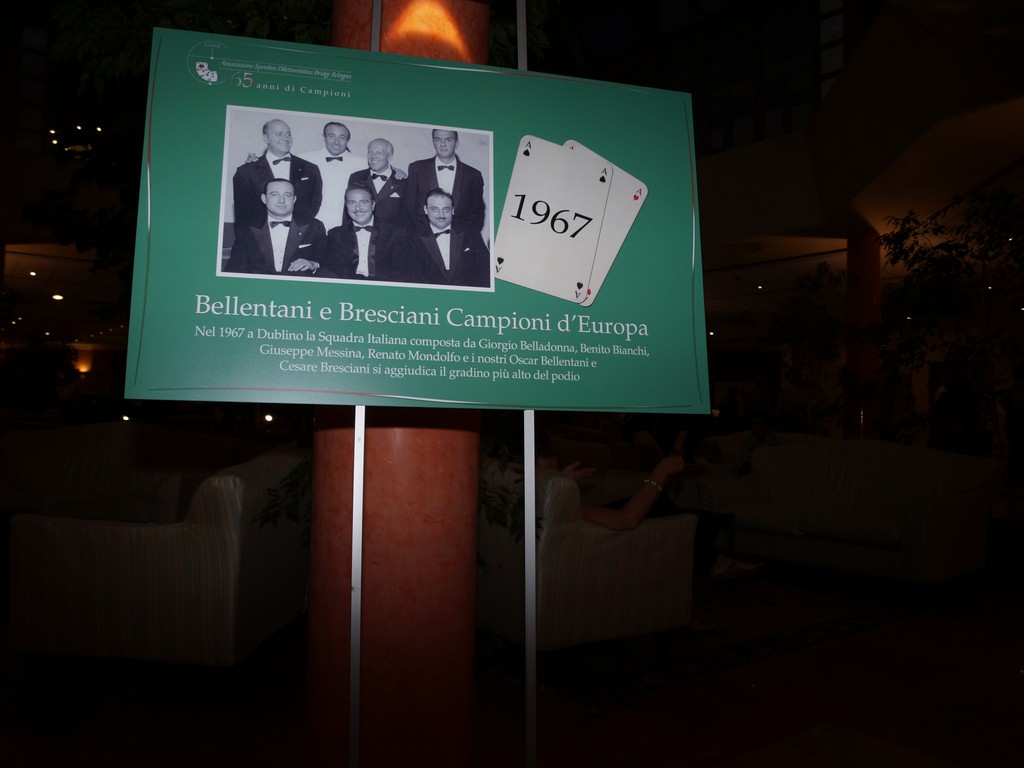 Associazione Sportiva Dilettantistica Bridge Bologna
65 anni di Campioni
A
A
A
1967
A
A
Bellentani e Bresciani Campioni d'Europa
Nel 1967 a Dublino la Squadra Italiana composta da Giorgio Belladonna, Benito Bianchi,
Giuseppe Messina, Renato Mondolfo e i nostri Oscar Bellentani e
Cesare Bresciani si aggiudica il gradino più alto del podio